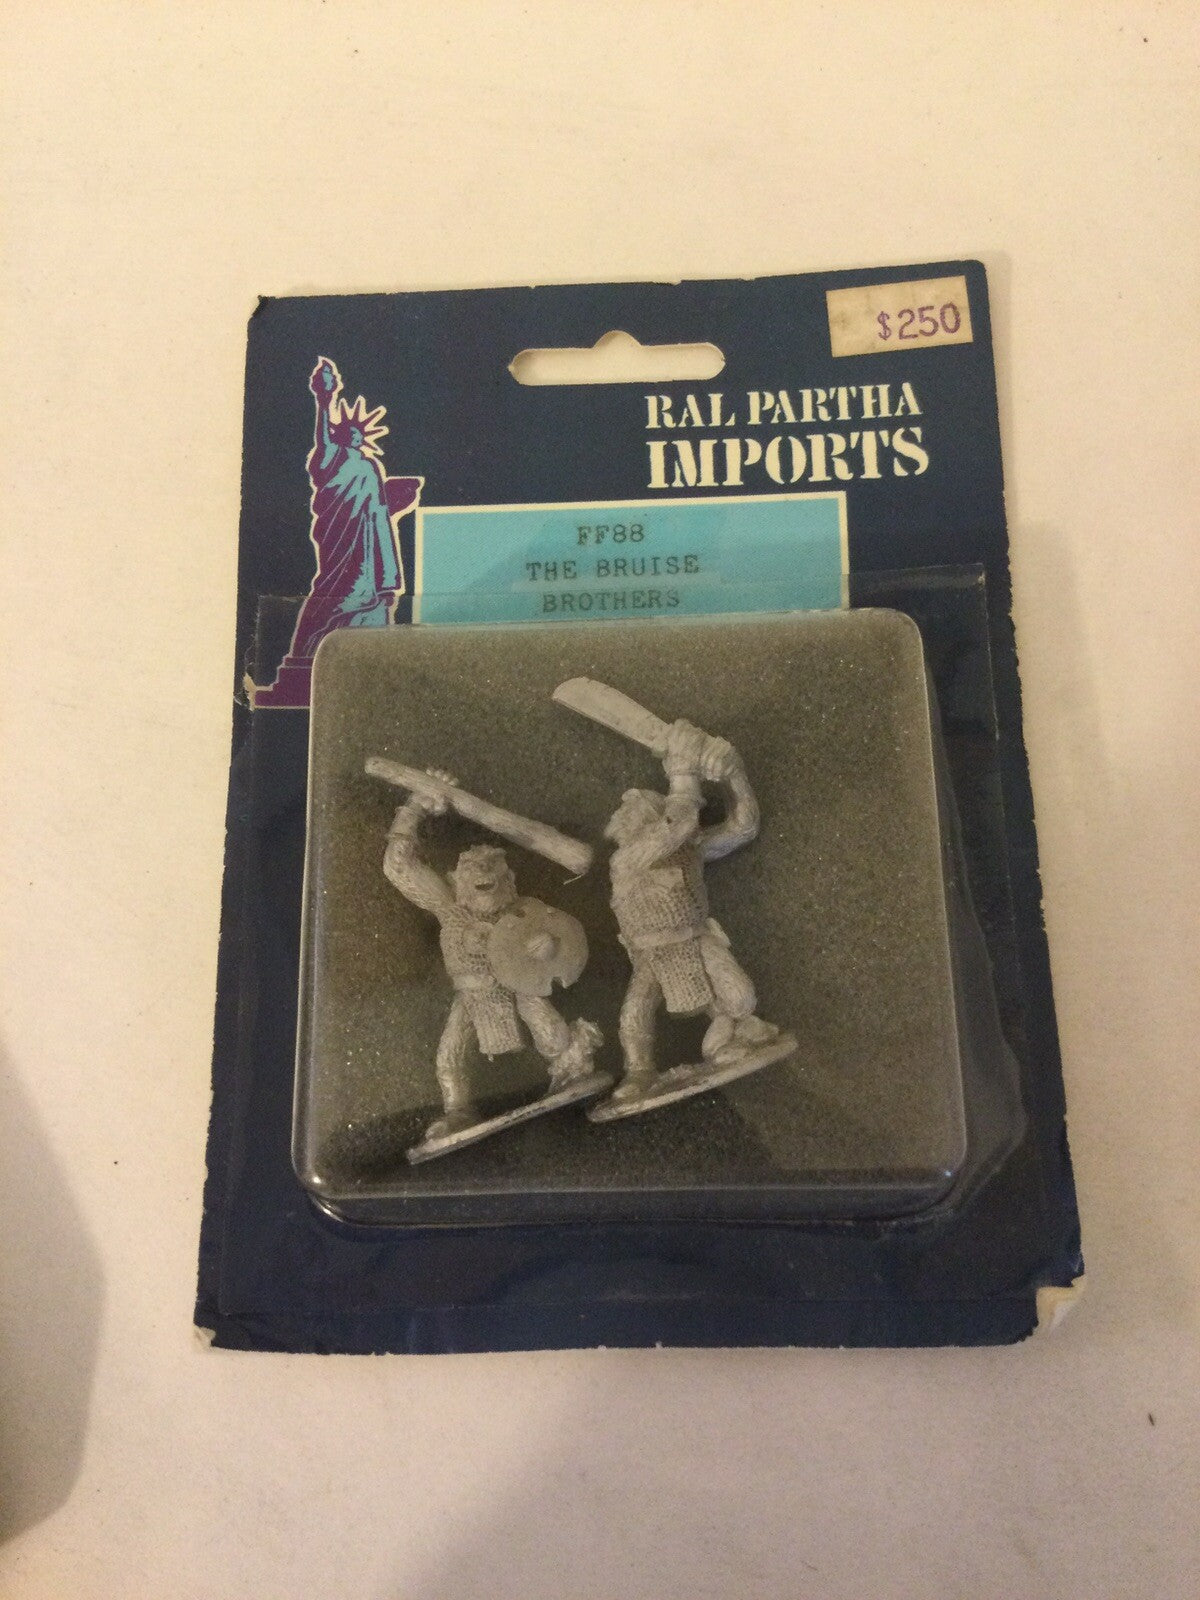 $250
RAL PARTHA
IMPORTS
FF88
THE BRUISE
BROTHERS